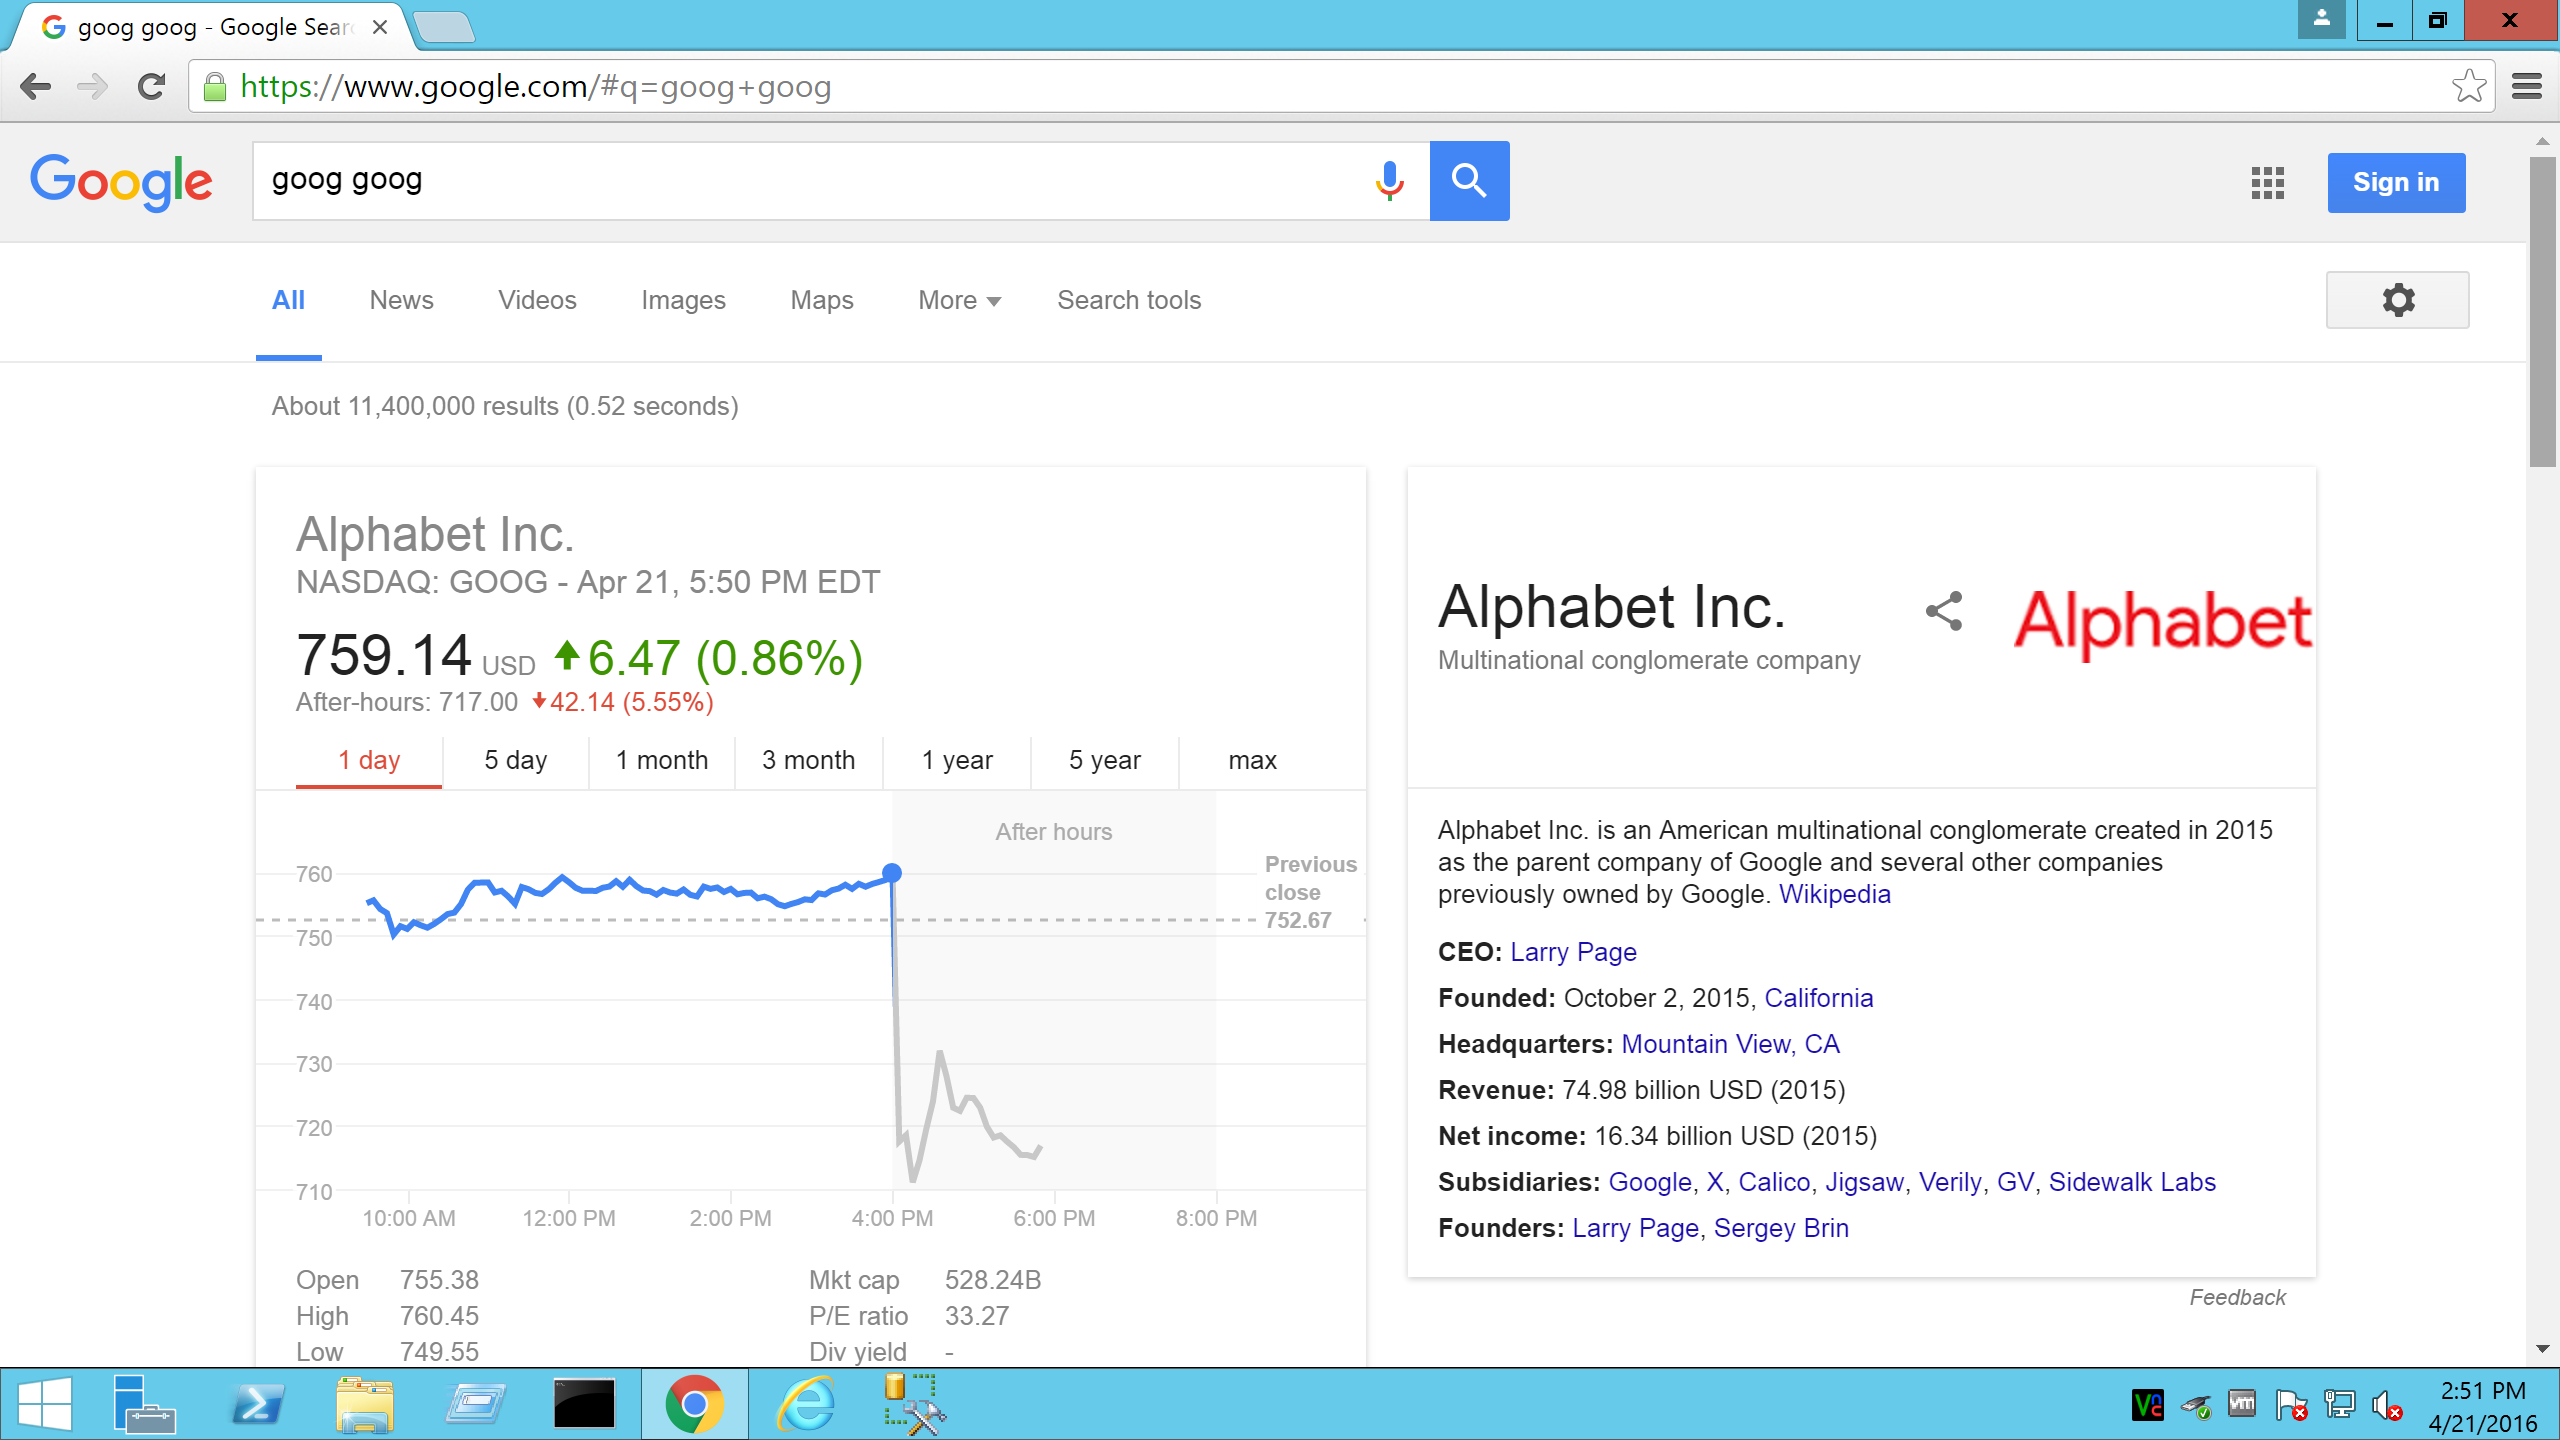 goog goog - Google Sear
https://www.google.com/#q=goog+goog
Google
goog goog
Sign in
All News Videos Images Maps More Search tools
About 11,400,000 results (0.52 seconds)
Alphabet Inc.
NASDAQ: GOOG - Apr 21, 5:50 PM EDT
759.14 USD 6.47 (0.86%)
After-hours: 717.00 42.14 (5.55%)
1 day 5 day 1 month 3 month 1 year 5 year max
After hours
Previous
close
752.67
760
750
740
730
720
710
10:00 AM 12:00 PM 2:00 PM 4:00 PM 6:00 PM 8:00 PM
Open 755.38 Mkt cap 528.24B
High 760.45 P/E ratio 33.27
Low 749.55 Div yield -
Alphabet Inc.
Multinational conglomerate company
Alphabet
Alphabet Inc. is an American multinational conglomerate created in 2015
as the parent company of Google and several other companies
previously owned by Google. Wikipedia
CEO: Larry Page
Founded: October 2, 2015, California
Headquarters: Mountain View, CA
Revenue: 74.98 billion USD (2015)
Net income: 16.34 billion USD (2015)
Subsidiaries: Google, X, Calico, Jigsaw, Verily, GV, Sidewalk Labs
Founders: Larry Page, Sergey Brin
Feedback
vm
2:51 PM
4/21/2016